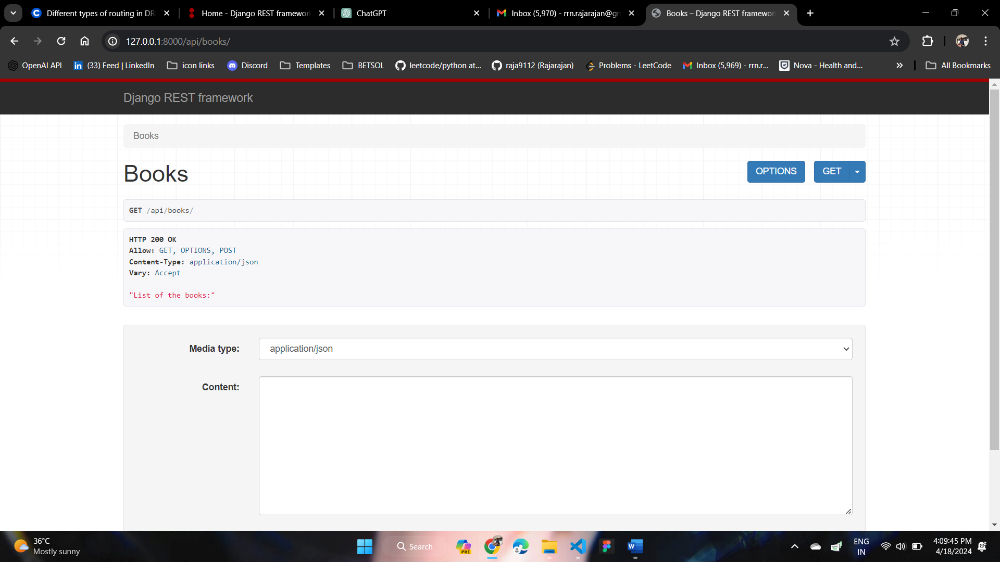 Different types of routing in DR
Home - Django REST framework
ChatGPT
Inbox (5,970) - rrn.rajarajan@gm
Books – Django REST framewor
127.0.0.1:8000/api/books/
OpenAI API
(33) Feed | LinkedIn
icon links
Discord
Templates
BETSOL
leetcode/python at...
raja9112 (Rajarajan)
Problems - LeetCode
Inbox (5,969) - rrn.r...
Nova - Health and...
All Bookmarks
Django REST framework
Books
Books
OPTIONS
GET
GET /api/books/
HTTP 200 OK
Allow: GET, OPTIONS, POST
Content-Type: application/json
Vary: Accept
"List of the books:"
Media type:
application/json
Content:
36°C
Mostly sunny
Search
PRE
ENG
IN
4:09:45 PM
4/18/2024